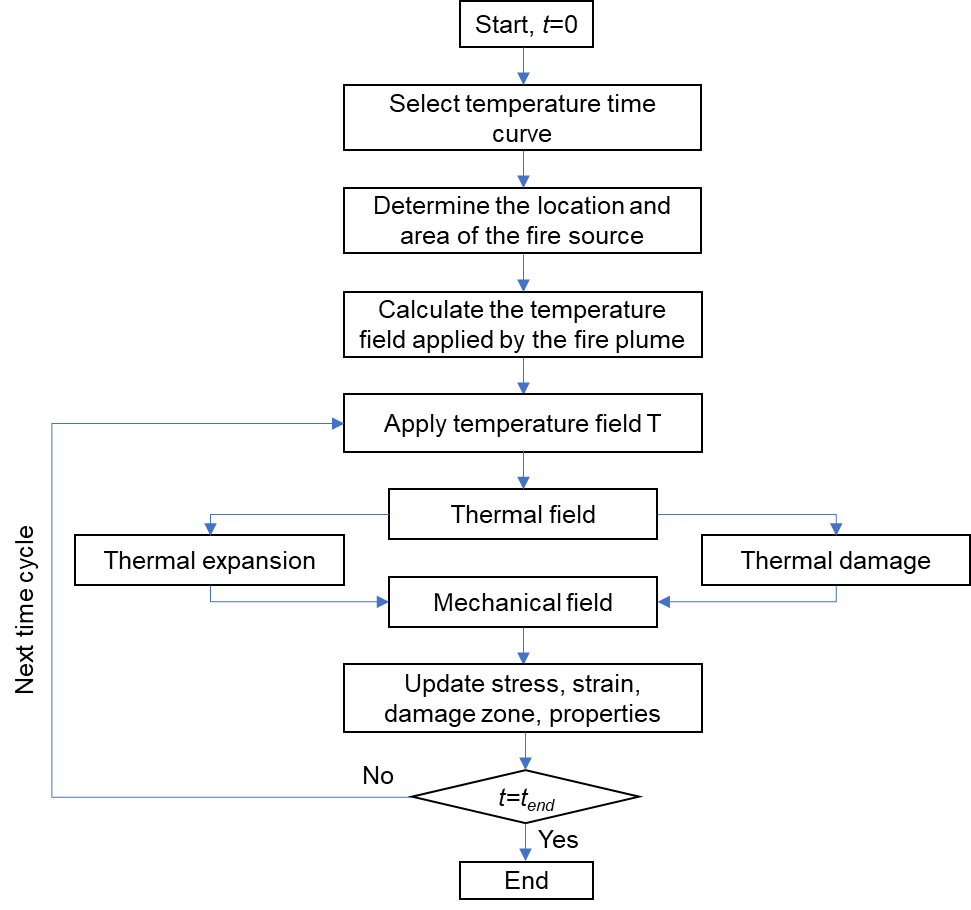 Start, t=0
Select temperature time
curve
Determine the location and
area of the fire source
Calculate the temperature
field applied by the fire plume
Apply temperature field T
Thermal field
Thermal expansion
Thermal damage
Mechanical field
Next time cycle
Update stress, strain,
damage zone, properties
No
t=tend
Yes
End